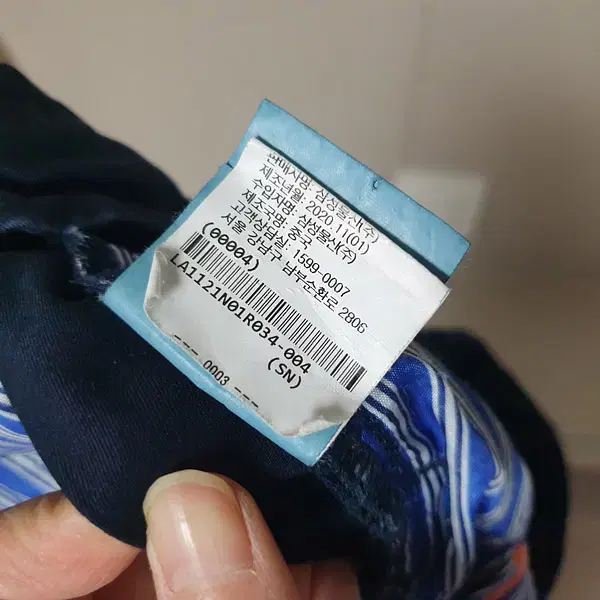 판매자명: 삼성물산(주)
제조년월: 2020.11(01)
수입자명: 삼성물산(주)
제조국명: 중국
고객상담실: 1599-0007
서울 강남구 남부순환로 2806
(00004)
LA1121N01R034-004
(SN)
--- 0003 ---